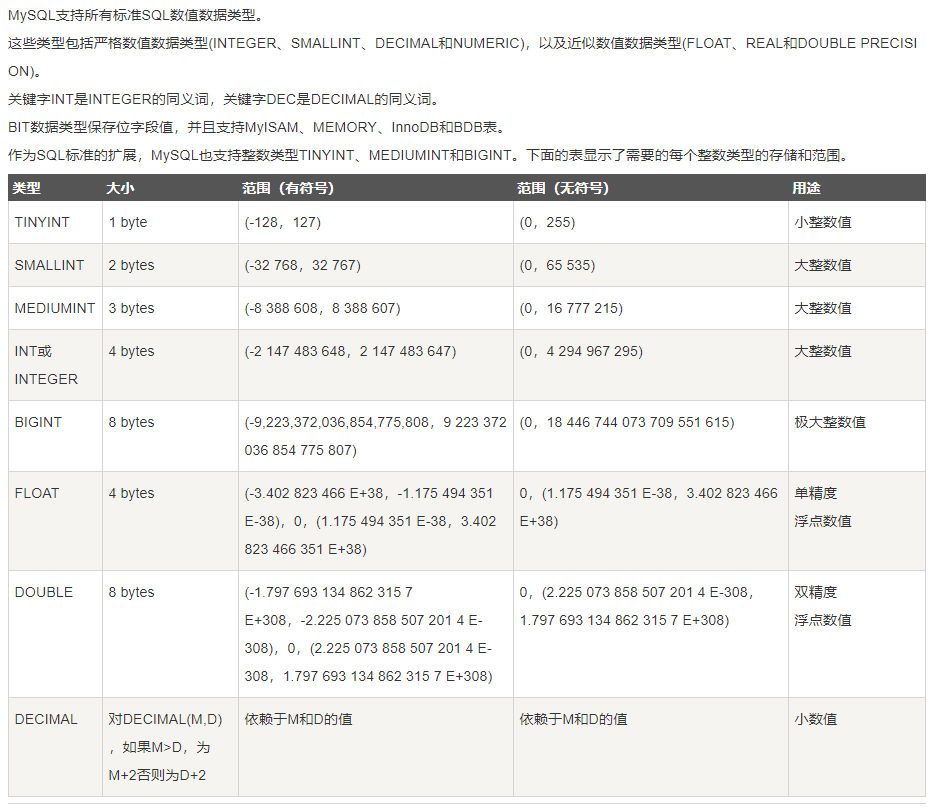 MySQL支持所有标准SQL数值数据类型。
这些类型包括严格数值数据类型(INTEGER、SMALLINT、DECIMAL和NUMERIC)，以及近似数值数据类型(FLOAT、REAL和DOUBLE PRECISI
ON)。
关键字INT是INTEGER的同义词，关键字DEC是DECIMAL的同义词。
BIT数据类型保存位字段值，并且支持MyISAM、MEMORY、InnoDB和BDB表。
作为SQL标准的扩展，MySQL也支持整数类型TINYINT、MEDIUMINT和BIGINT。下面的表显示了需要的每个整数类型的存储和范围。
类型 大小 范围（有符号） 范围（无符号） 用途
TINYINT 1 byte (-128，127) (0，255) 小整数值
SMALLINT 2 bytes (-32 768，32 767) (0，65 535) 大整数值
MEDIUMINT 3 bytes (-8 388 608，8 388 607) (0，16 777 215) 大整数值
INT或 4 bytes (-2 147 483 648，2 147 483 647) (0，4 294 967 295) 大整数值
INTEGER
BIGINT 8 bytes (-9,223,372,036,854,775,808，9 223 372 (0，18 446 744 073 709 551 615) 极大整数值
036 854 775 807)
FLOAT 4 bytes (-3.402 823 466 E+38，-1.175 494 351 0，(1.175 494 351 E-38，3.402 823 466 单精度
E-38)，0，(1.175 494 351 E-38，3.402 E+38) 浮点数值
823 466 351 E+38)
DOUBLE 8 bytes (-1.797 693 134 862 315 7 0，(2.225 073 858 507 201 4 E-308， 双精度
E+308，-2.225 073 858 507 201 4 E- 1.797 693 134 862 315 7 E+308) 浮点数值
308)，0，(2.225 073 858 507 201 4 E-
308，1.797 693 134 862 315 7 E+308)
DECIMAL 对DECIMAL(M,D) 依赖于M和D的值 依赖于M和D的值 小数值
，如果M>D，为
M+2否则为D+2